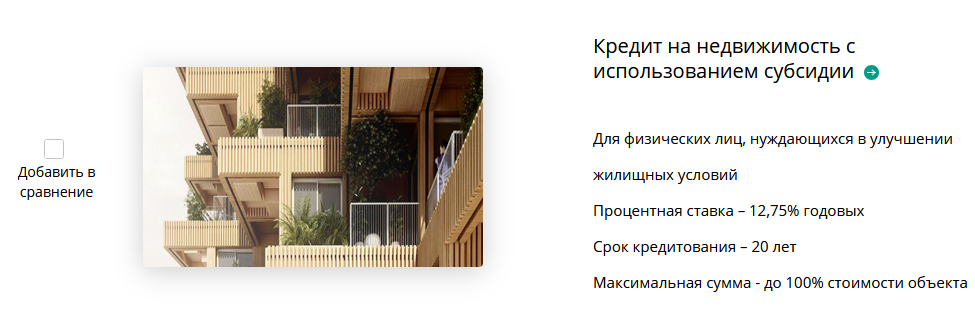 Добавить в
сравнение
Кредит на недвижимость с
использованием субсидии
Для физических лиц, нуждающихся в улучшении
жилищных условий
Процентная ставка – 12,75% годовых
Срок кредитования – 20 лет
Максимальная сумма - до 100% стоимости объекта